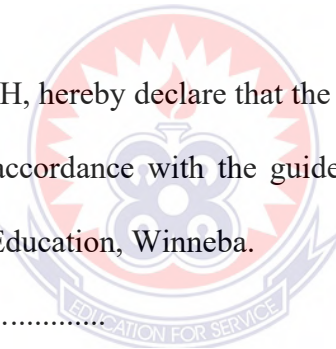 H, hereby declare that the
accordance with the guide
Education, Winneba.
..............
EDUCATION FOR SERVICE